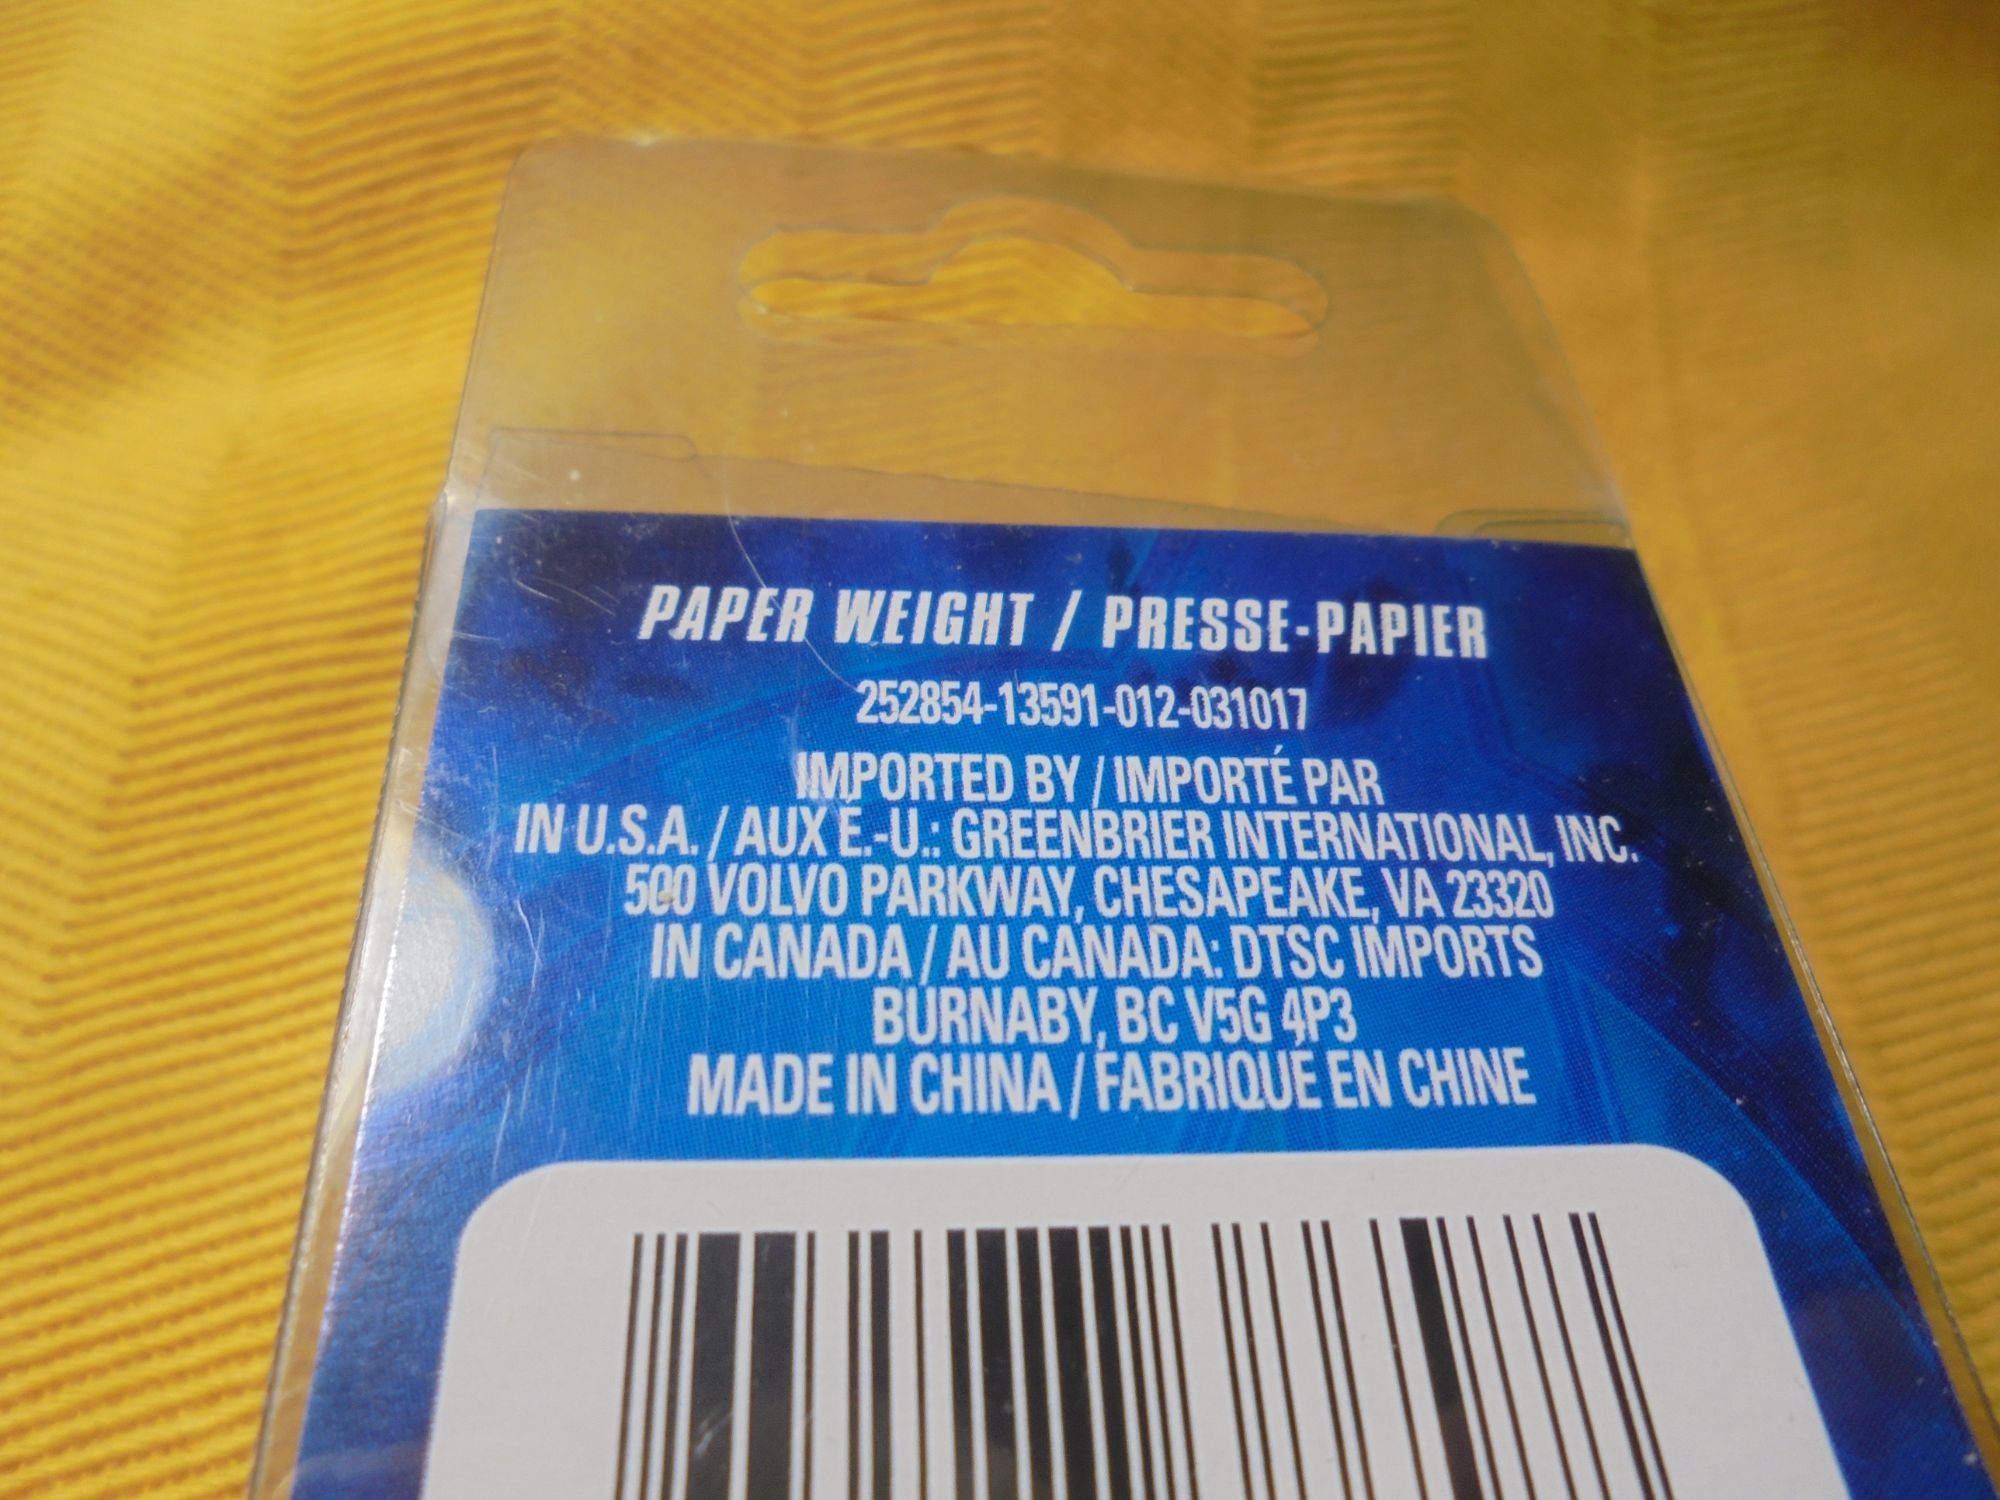 PAPER WEIGHT / PRESSE-PAPIER
252854-13591-012-031017
IMPORTED BY / IMPORTÉ PAR
IN U.S.A. / AUX É.-U.: GREENBRIER INTERNATIONAL, INC.
500 VOLVO PARKWAY, CHESAPEAKE, VA 23320
IN CANADA / AU CANADA: DTSC IMPORTS
BURNABY, BC V5G 4P3
MADE IN CHINA / FABRIQUÉ EN CHINE